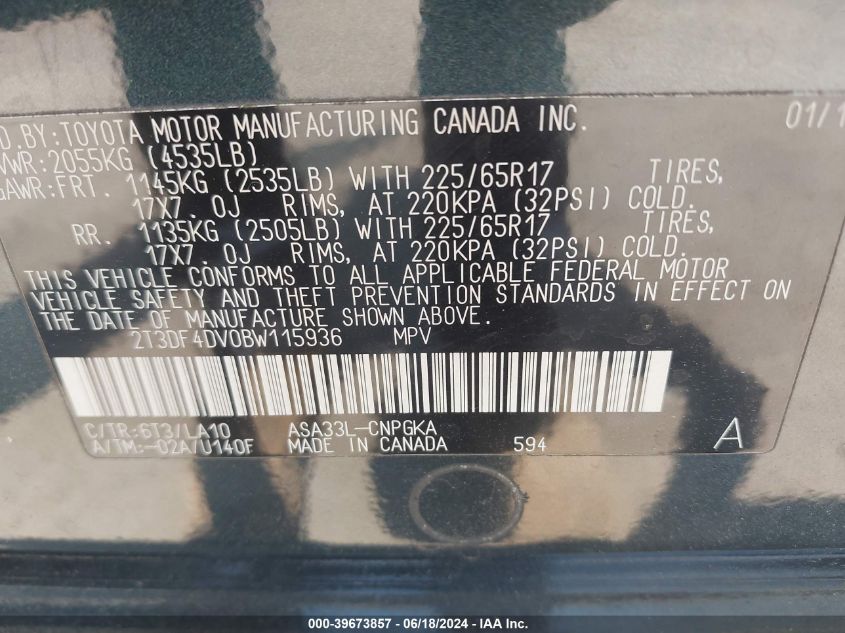 D.BY:TOYOTA MOTOR MANUFACTURING CANADA INC. 01/1
VWR:2055KG (4535LB)
GAWR:FRT. 1145KG (2535LB) WITH 225/65R17 TIRES,
17X7.0J RIMS, AT 220KPA (32PSI) COLD.
RR. 1135KG (2505LB) WITH 225/65R17 TIRES,
17X7.0J RIMS, AT 220KPA (32PSI) COLD.
THIS VEHICLE CONFORMS TO ALL APPLICABLE FEDERAL MOTOR
VEHICLE SAFETY AND THEFT PREVENTION STANDARDS IN EFFECT ON
THE DATE OF MANUFACTURE SHOWN ABOVE.
2T3DF4DV0BW115936 MPV
C/TR:6T3/LA10 ASA33L-CNPGKA
A/TM:-02A/U140F MADE IN CANADA 594 A
000-39673857 - 06/18/2024 - IAA Inc.